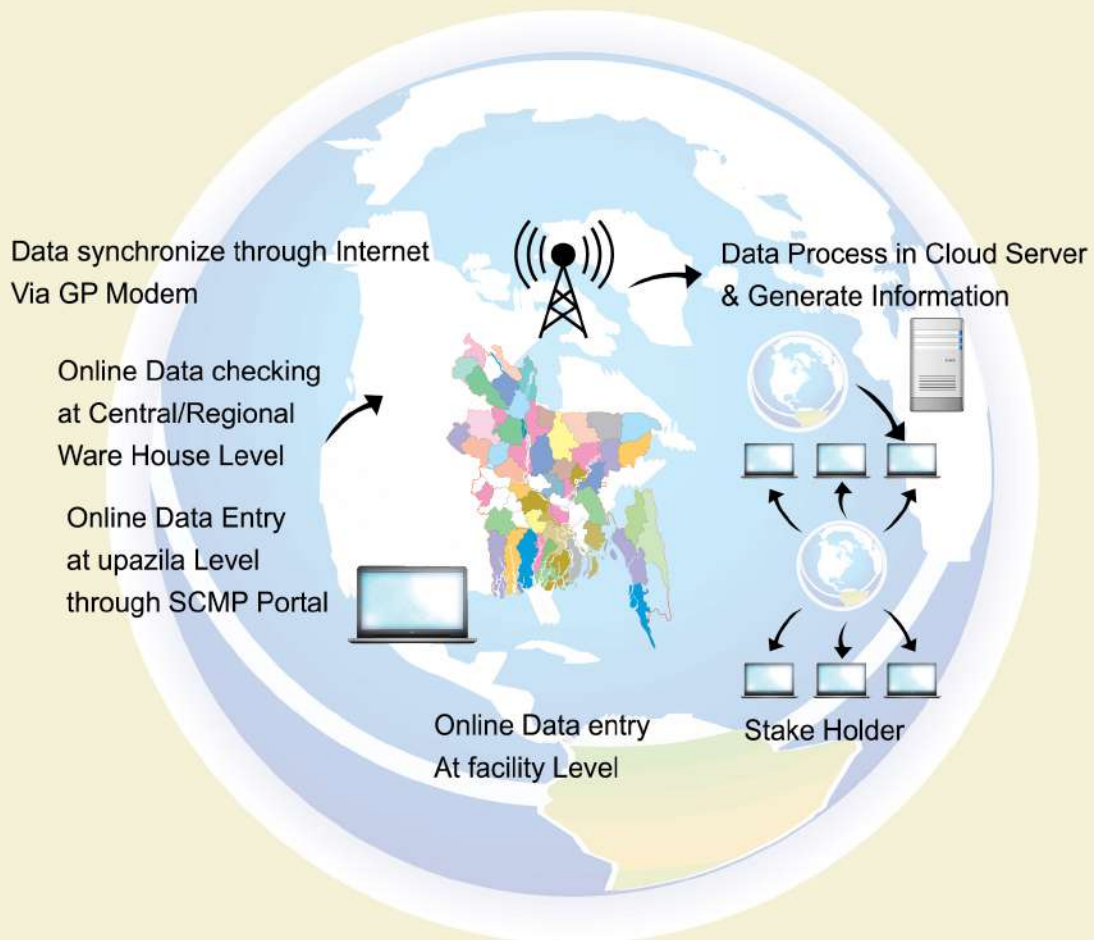 Data synchronize through Internet
Via GP Modem
Data Process in Cloud Server
& Generate Information
Online Data checking
at Central/Regional
Ware House Level
Online Data Entry
at upazila Level
through SCMP Portal
Online Data entry
At facility Level
Stake Holder